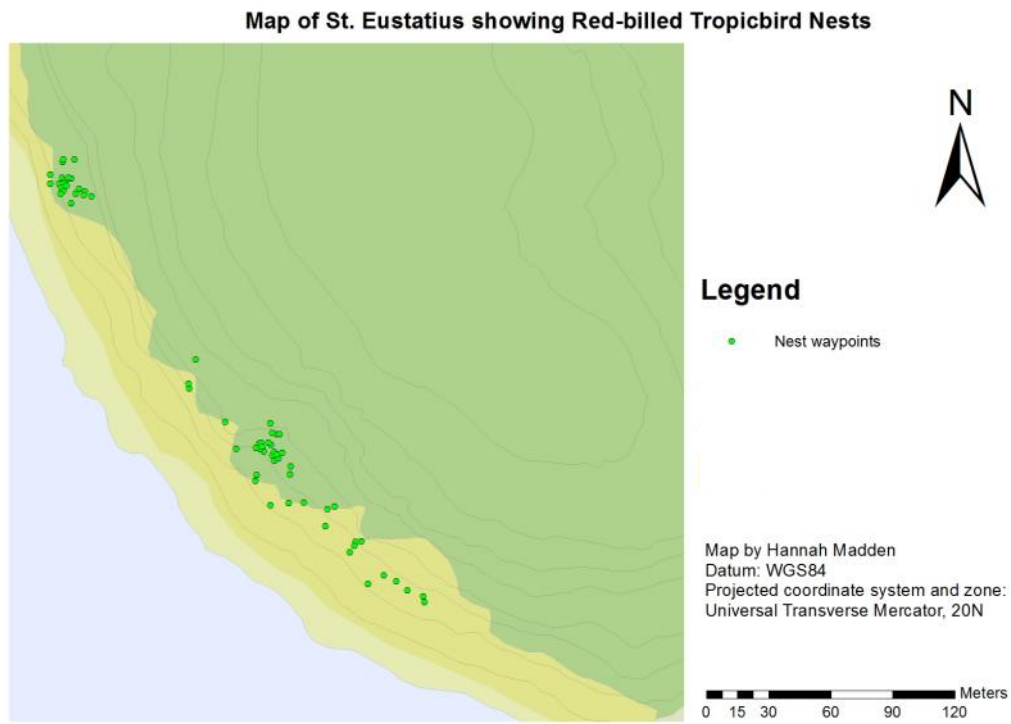 Map of St. Eustatius showing Red-billed Tropicbird Nests
N
Legend
Nest waypoints
Map by Hannah Madden
Datum: WGS84
Projected coordinate system and zone:
Universal Transverse Mercator, 20N
Meters
0 15 30 60 90 120